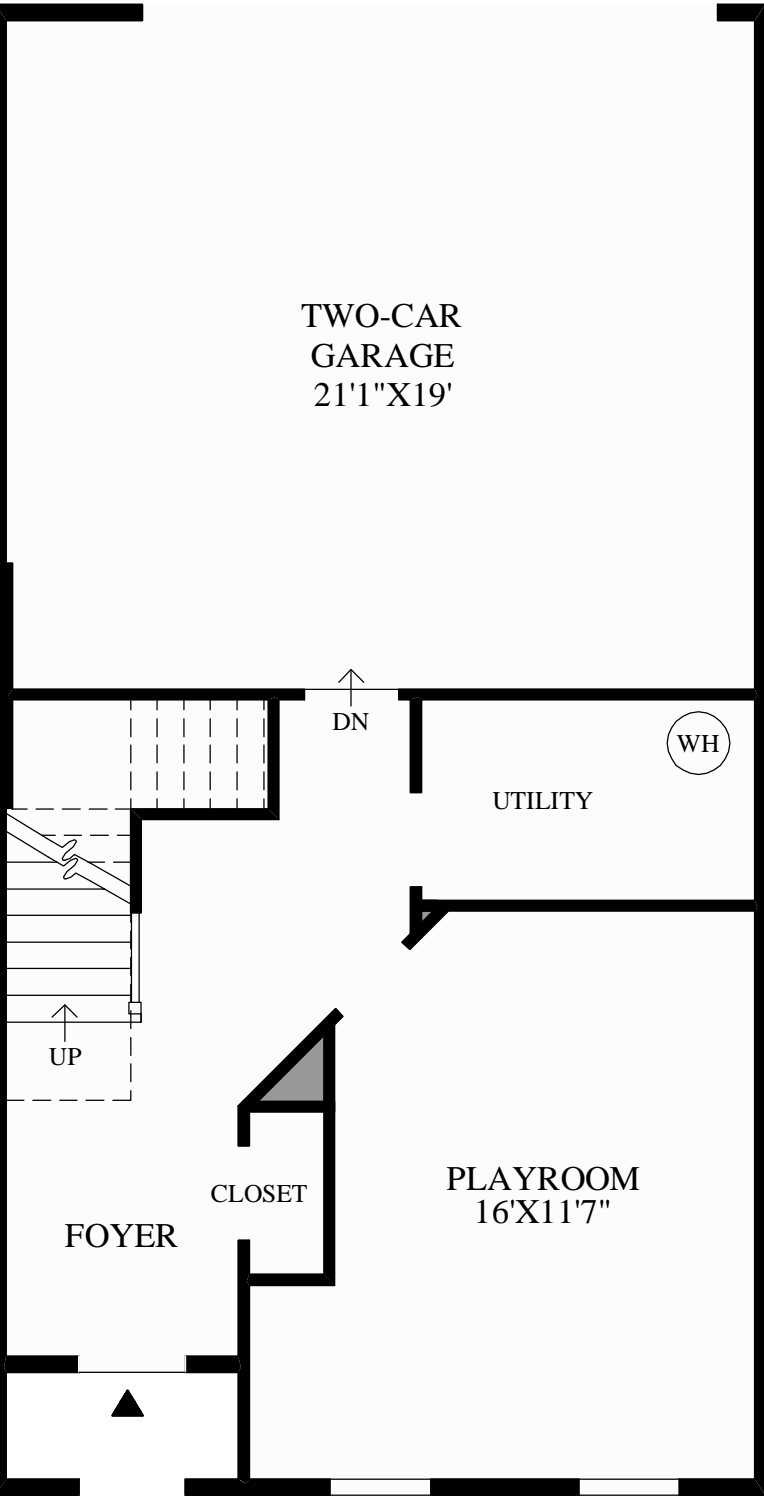 TWO-CAR
GARAGE
21'1"X19'
DN
WH
UTILITY
UP
CLOSET
FOYER
PLAYROOM
16'X11'7"